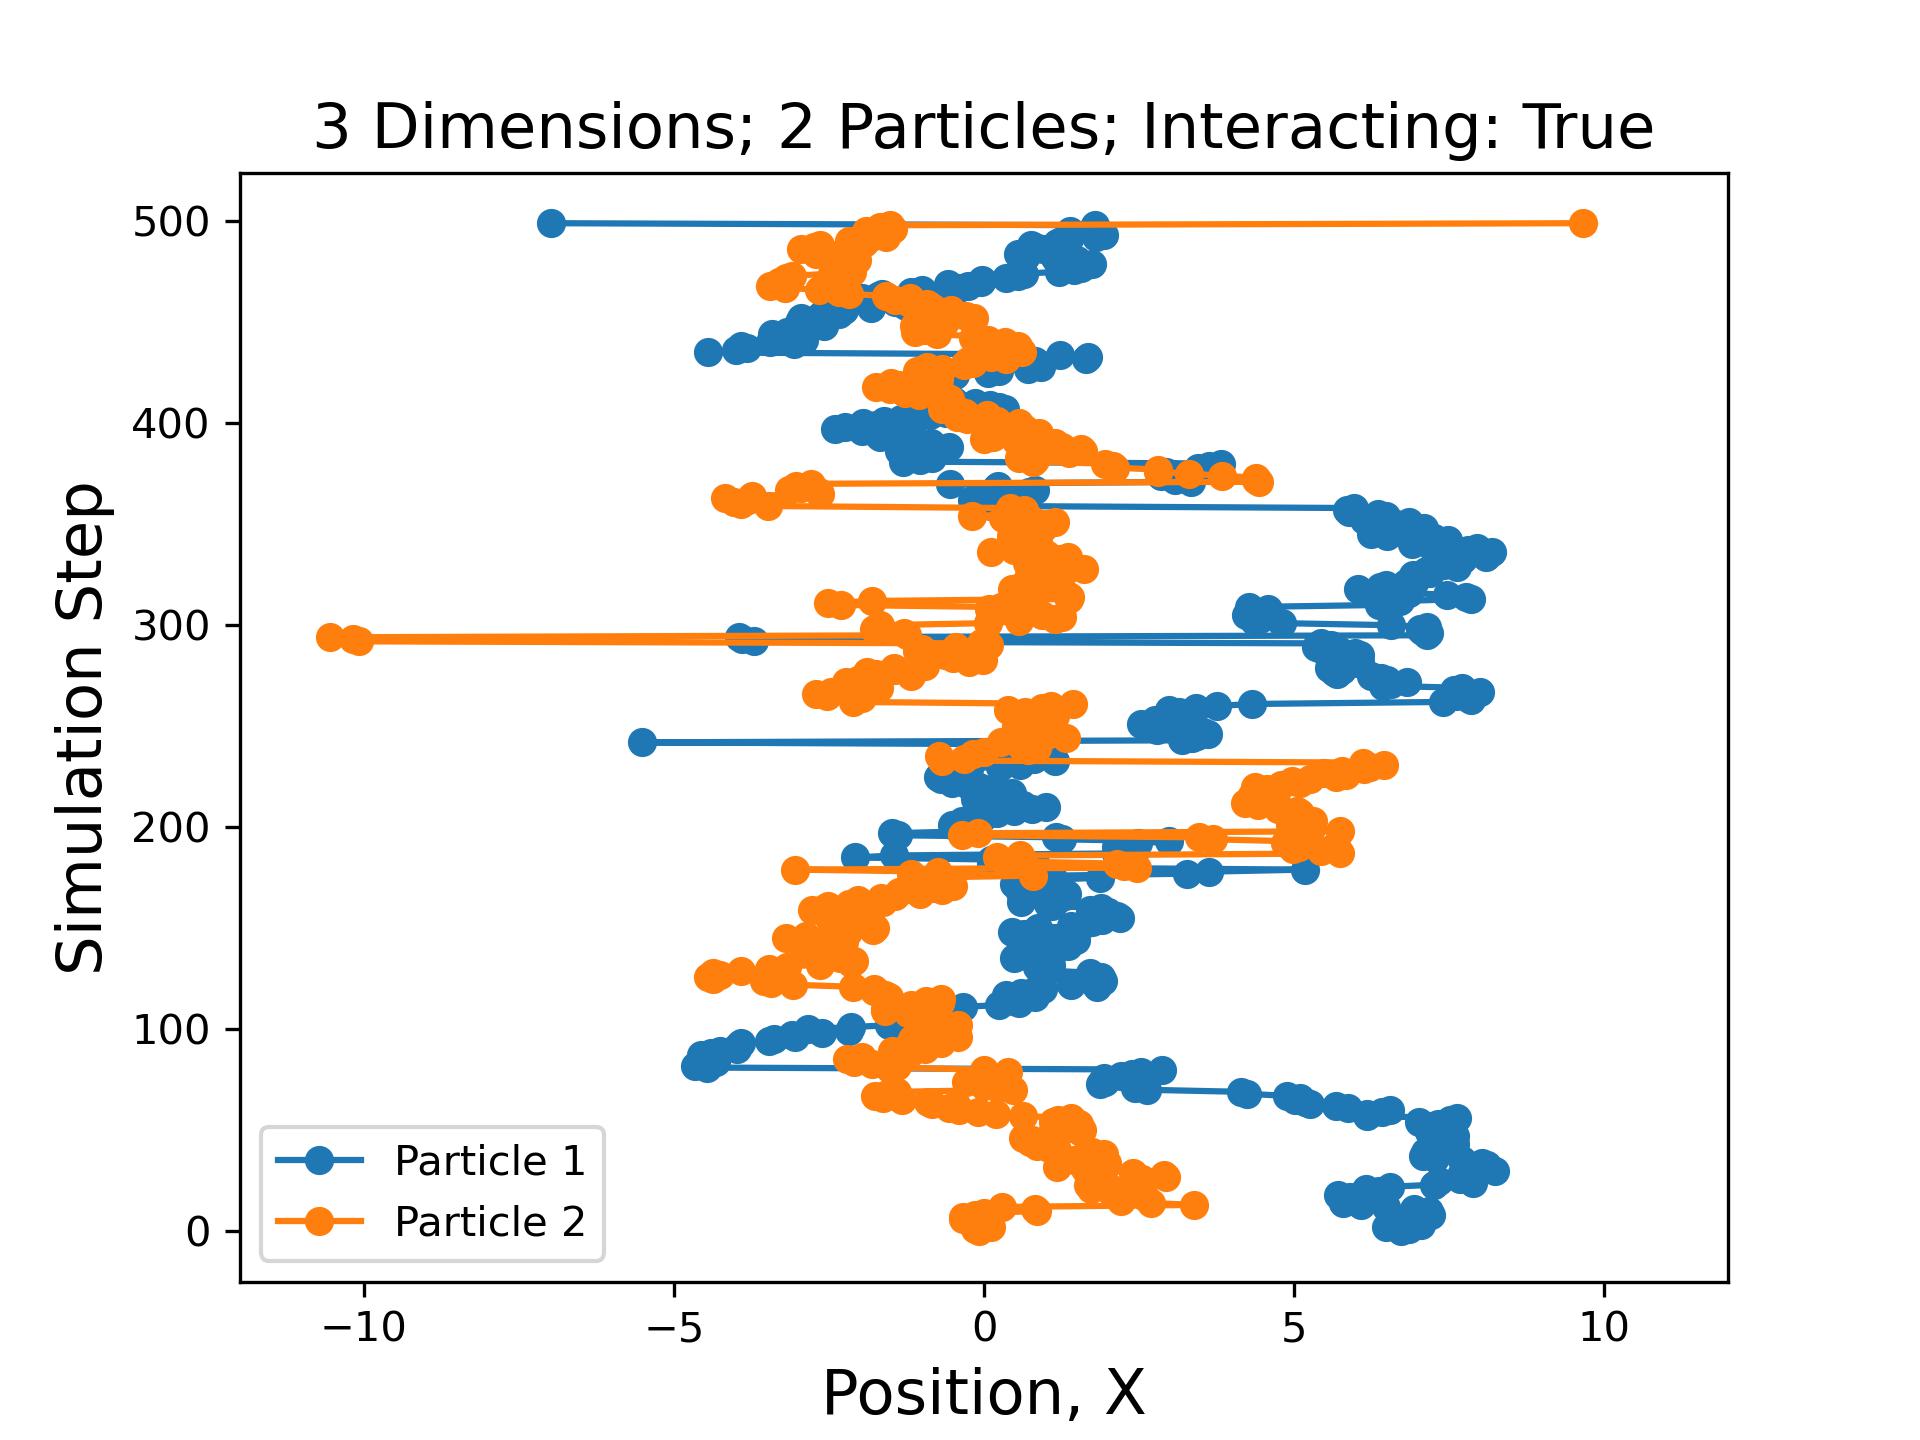 3 Dimensions; 2 Particles; Interacting: True
Simulation Step
500
400
300
200
100
0
Particle 1
Particle 2
−10
−5
0
5
10
Position, X